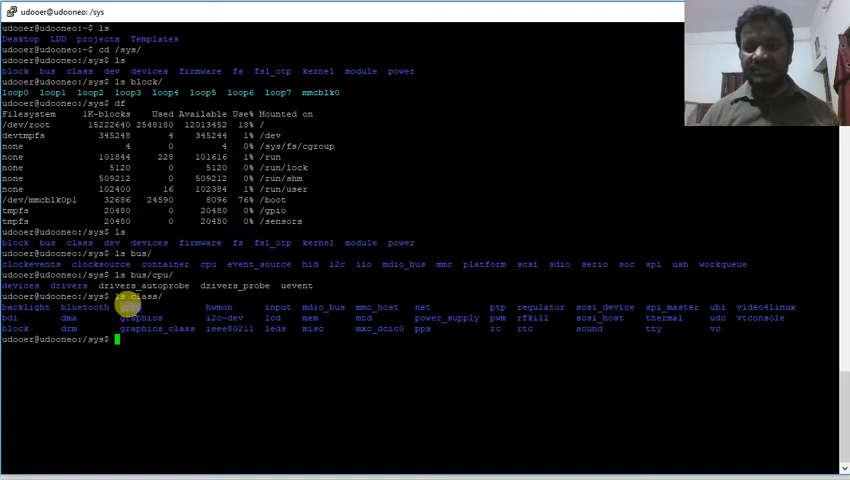 udooer@udooneo: /sys
udooer@udooneo:~$ ls
Desktop LDD projects Templates
udooer@udooneo:~$ cd /sys/
udooer@udooneo:/sys$ ls
block bus class dev devices firmware fs fsl_otp kernel module power
udooer@udooneo:/sys$ ls block/
loop0 loop1 loop2 loop3 loop4 loop5 loop6 loop7 mmcblk0
udooer@udooneo:/sys$ df
Filesystem 1K-blocks Used Available Use% Mounted on
/dev/root 15222640 2548180 12013452 18% /
devtmpfs 345248 4 345244 1% /dev
none 4 0 4 0% /sys/fs/cgroup
none 101844 228 101616 1% /run
none 5120 0 5120 0% /run/lock
none 509212 0 509212 0% /run/shm
none 102400 16 102384 1% /run/user
/dev/mmcblk0p1 32686 24590 8096 76% /boot
tmpfs 20480 0 20480 0% /gpio
tmpfs 20480 0 20480 0% /sensors
udooer@udooneo:/sys$ ls
block bus class dev devices firmware fs fsl_otp kernel module power
udooer@udooneo:/sys$ ls bus/
clockevents clocksource container cpu event_source hid i2c iio mdio_bus mmc platform scsi sdio serio soc spi usb workqueue
udooer@udooneo:/sys$ ls bus/cpu/
devices drivers drivers_autoprobe drivers_probe uevent
udooer@udooneo:/sys$ ls class/
backlight bluetooth hwmon input mdio_bus mmc_host net ptp regulator scsi_device spi_master ubi video4linux
bdi dma graphics i2c-dev lcd mem mtd power_supply pwm rfkill scsi_host thermal udc vtconsole
block drm graphics_class ieee80211 leds misc mxc_dcic0 pps rc rtc sound tty vc
udooer@udooneo:/sys$